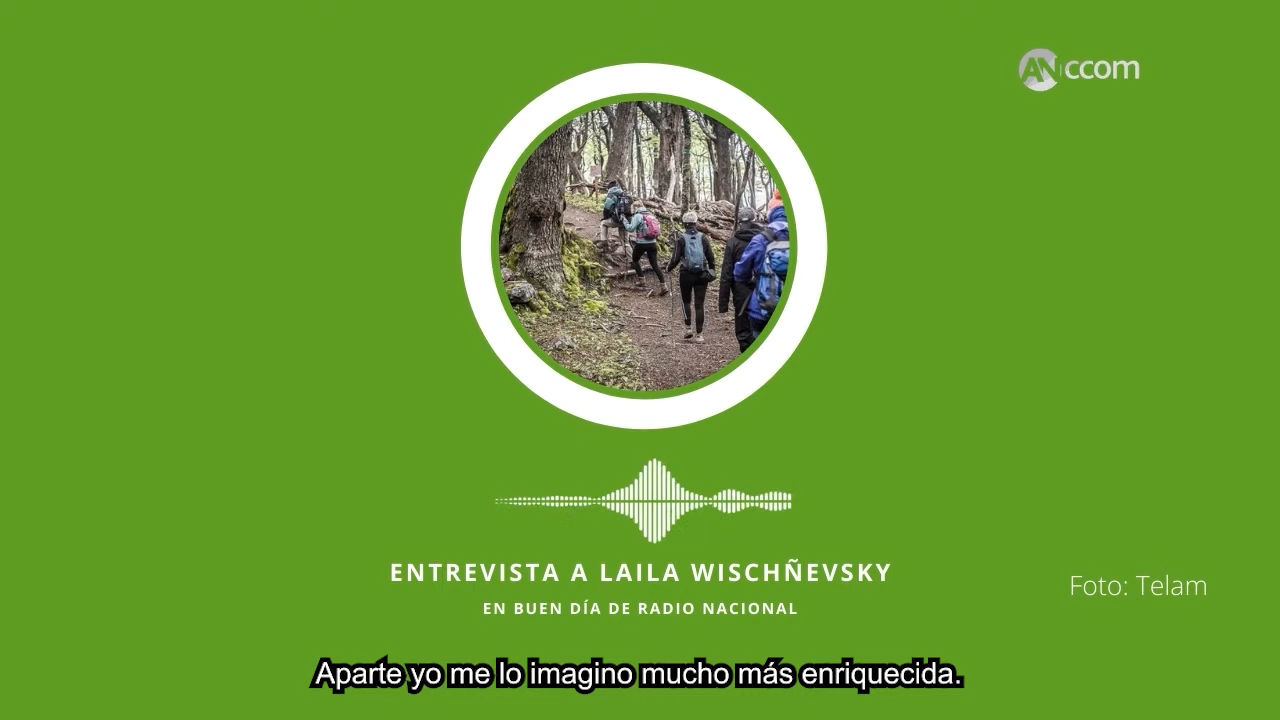 ANccom
ENTREVISTA A LAILA WISCHÑEVSKY
EN BUEN DÍA DE RADIO NACIONAL
Foto: Telam
Aparte yo me lo imagino mucho más enriquecida.